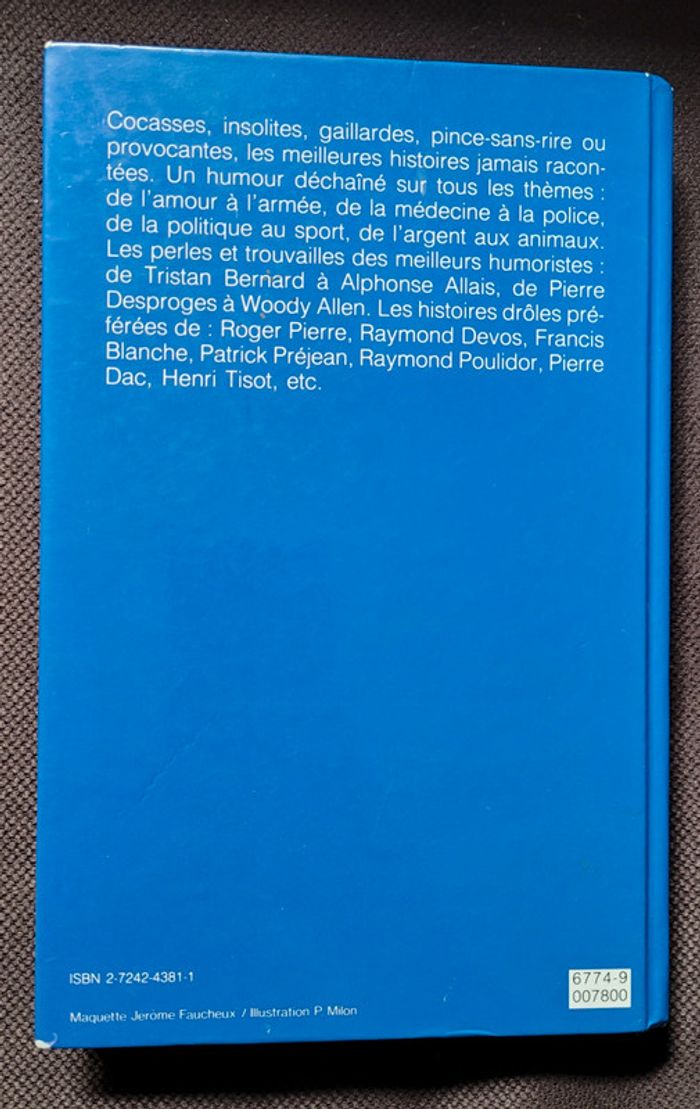 Cocasses, insolites, gaillardes, pince-sans-rire ou
provocantes, les meilleures histoires jamais racon-
tées. Un humour déchaîné sur tous les thèmes :
de l'amour à l'armée, de la médecine à la police,
de la politique au sport, de l'argent aux animaux.
Les perles et trouvailles des meilleurs humoristes :
de Tristan Bernard à Alphonse Allais, de Pierre
Desproges à Woody Allen. Les histoires drôles pré-
férées de : Roger Pierre, Raymond Devos, Francis
Blanche, Patrick Préjean, Raymond Poulidor, Pierre
Dac, Henri Tisot, etc.
ISBN 2-7242-4381-1
6774-9
007800
Maquette Jerôme Faucheux / Illustration P Milon